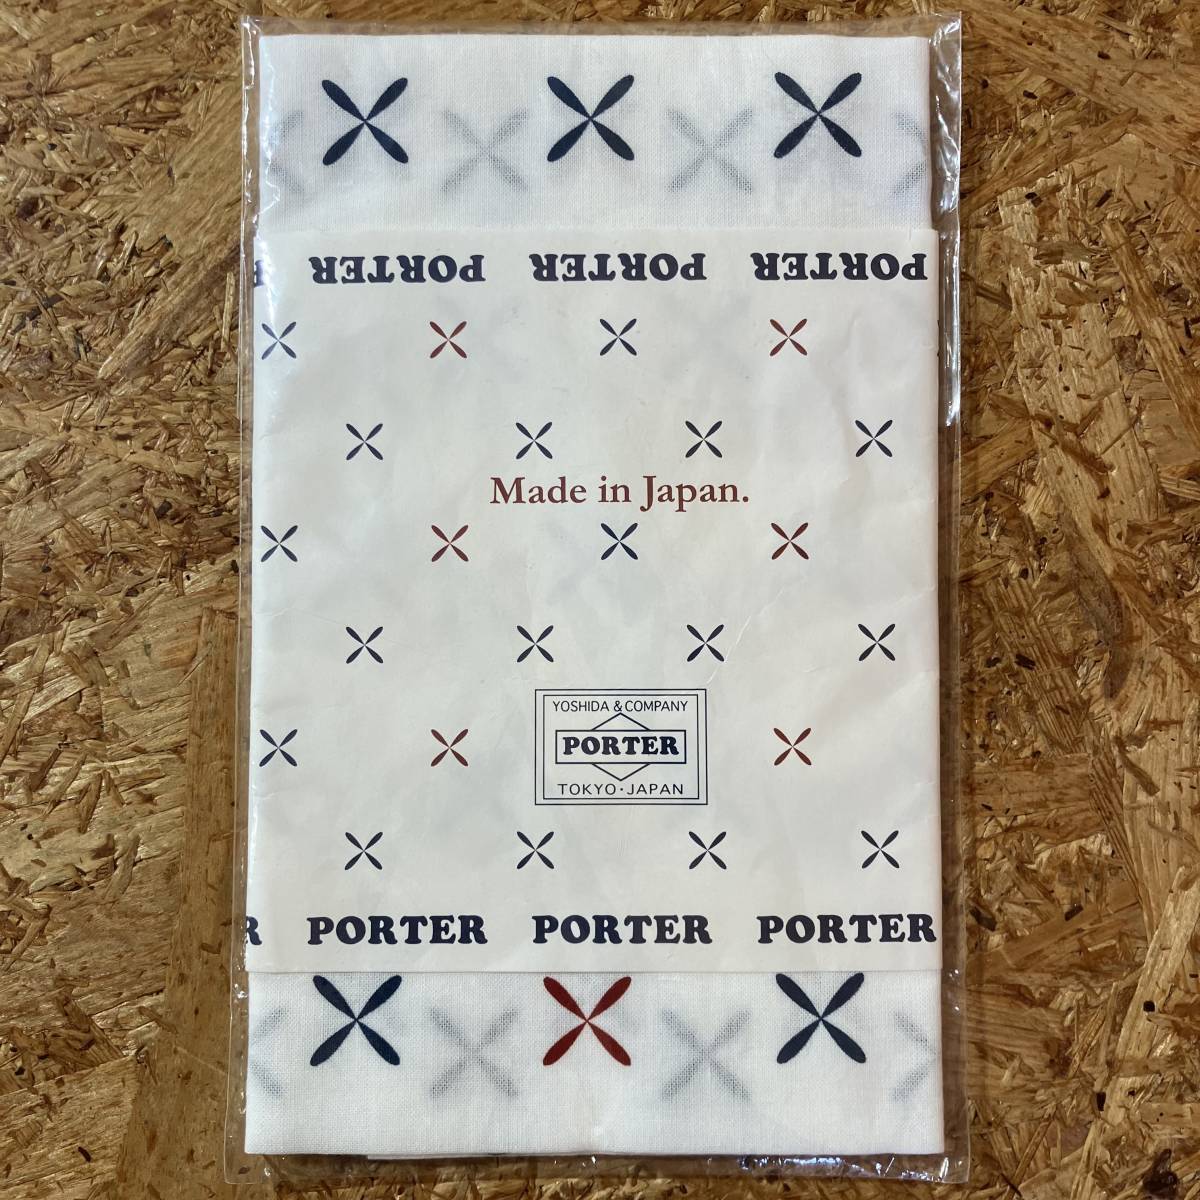 PORTER PORTER PORTER
Made in Japan.
YOSHIDA & COMPANY
PORTER
TOKYO · JAPAN
R PORTER PORTER PORTER